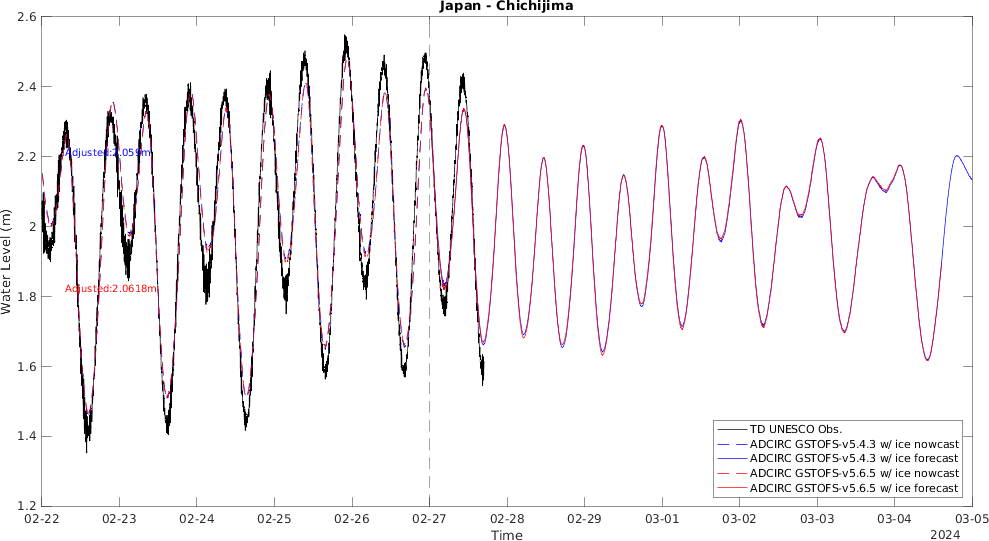 Japan - Chichijima
2.6
2.4
2.2
2
1.8
1.6
1.4
1.2
Water Level (m)
Adjusted:2.059m
Adjusted:2.0618m
TD UNESCO Obs.
ADCIRC GSTOFS-v5.4.3 w/ ice nowcast
ADCIRC GSTOFS-v5.4.3 w/ ice forecast
ADCIRC GSTOFS-v5.6.5 w/ ice nowcast
ADCIRC GSTOFS-v5.6.5 w/ ice forecast
02-22 02-23 02-24 02-25 02-26 02-27 02-28 02-29 03-01 03-02 03-03 03-04 03-05
Time
2024